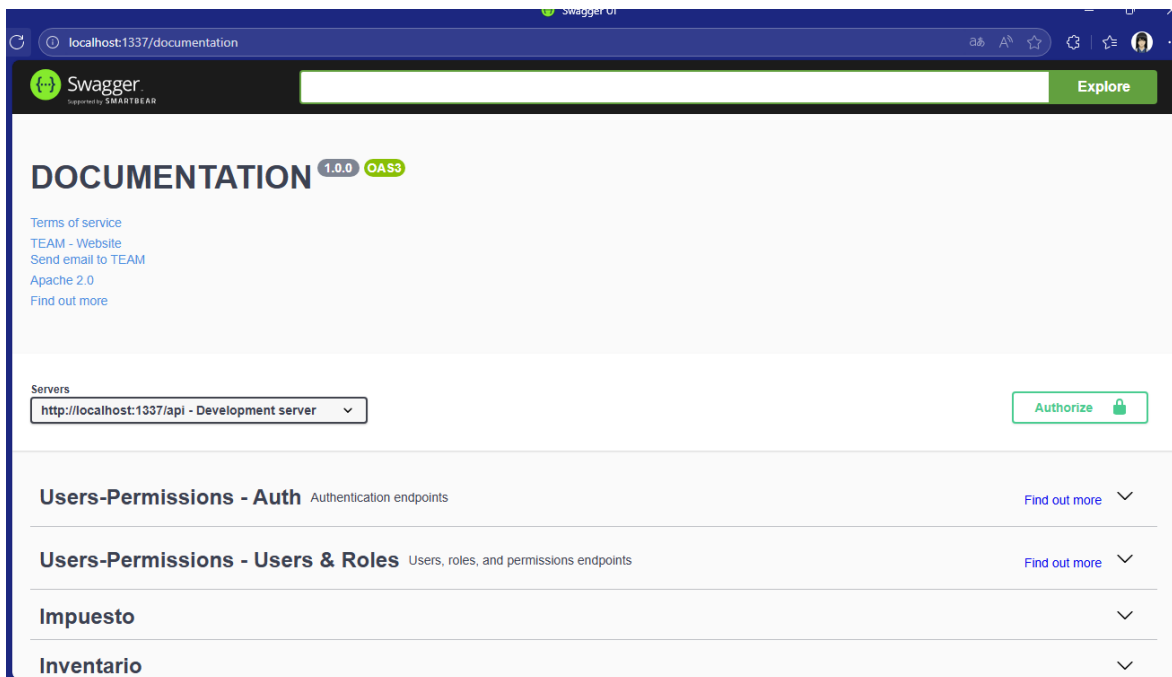 Swagger UI
localhost:1337/documentation
Swagger
Supported by SMARTBEAR
Explore
DOCUMENTATION 1.0.0 OAS3
Terms of service
TEAM - Website
Send email to TEAM
Apache 2.0
Find out more
Servers
http://localhost:1337/api - Development server
Authorize
Users-Permissions - Auth Authentication endpoints Find out more
Users-Permissions - Users & Roles Users, roles, and permissions endpoints Find out more
Impuesto
Inventario